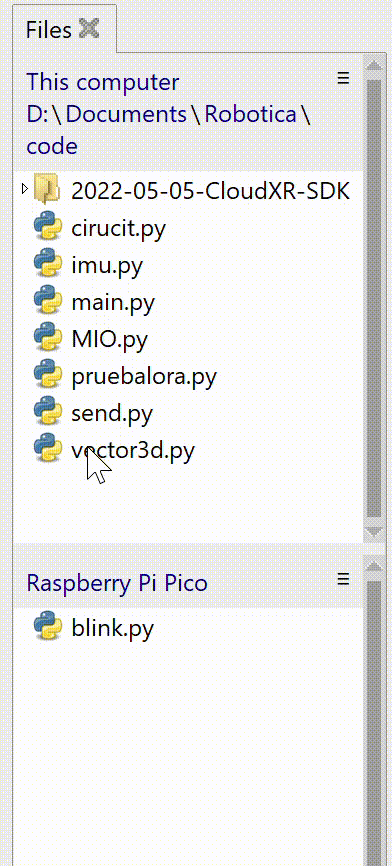 Files
This computer
D:\Documents\Robotica\
code
2022-05-05-CloudXR-SDK
cirucit.py
imu.py
main.py
MIO.py
pruebalora.py
send.py
vector3d.py
Raspberry Pi Pico
blink.py